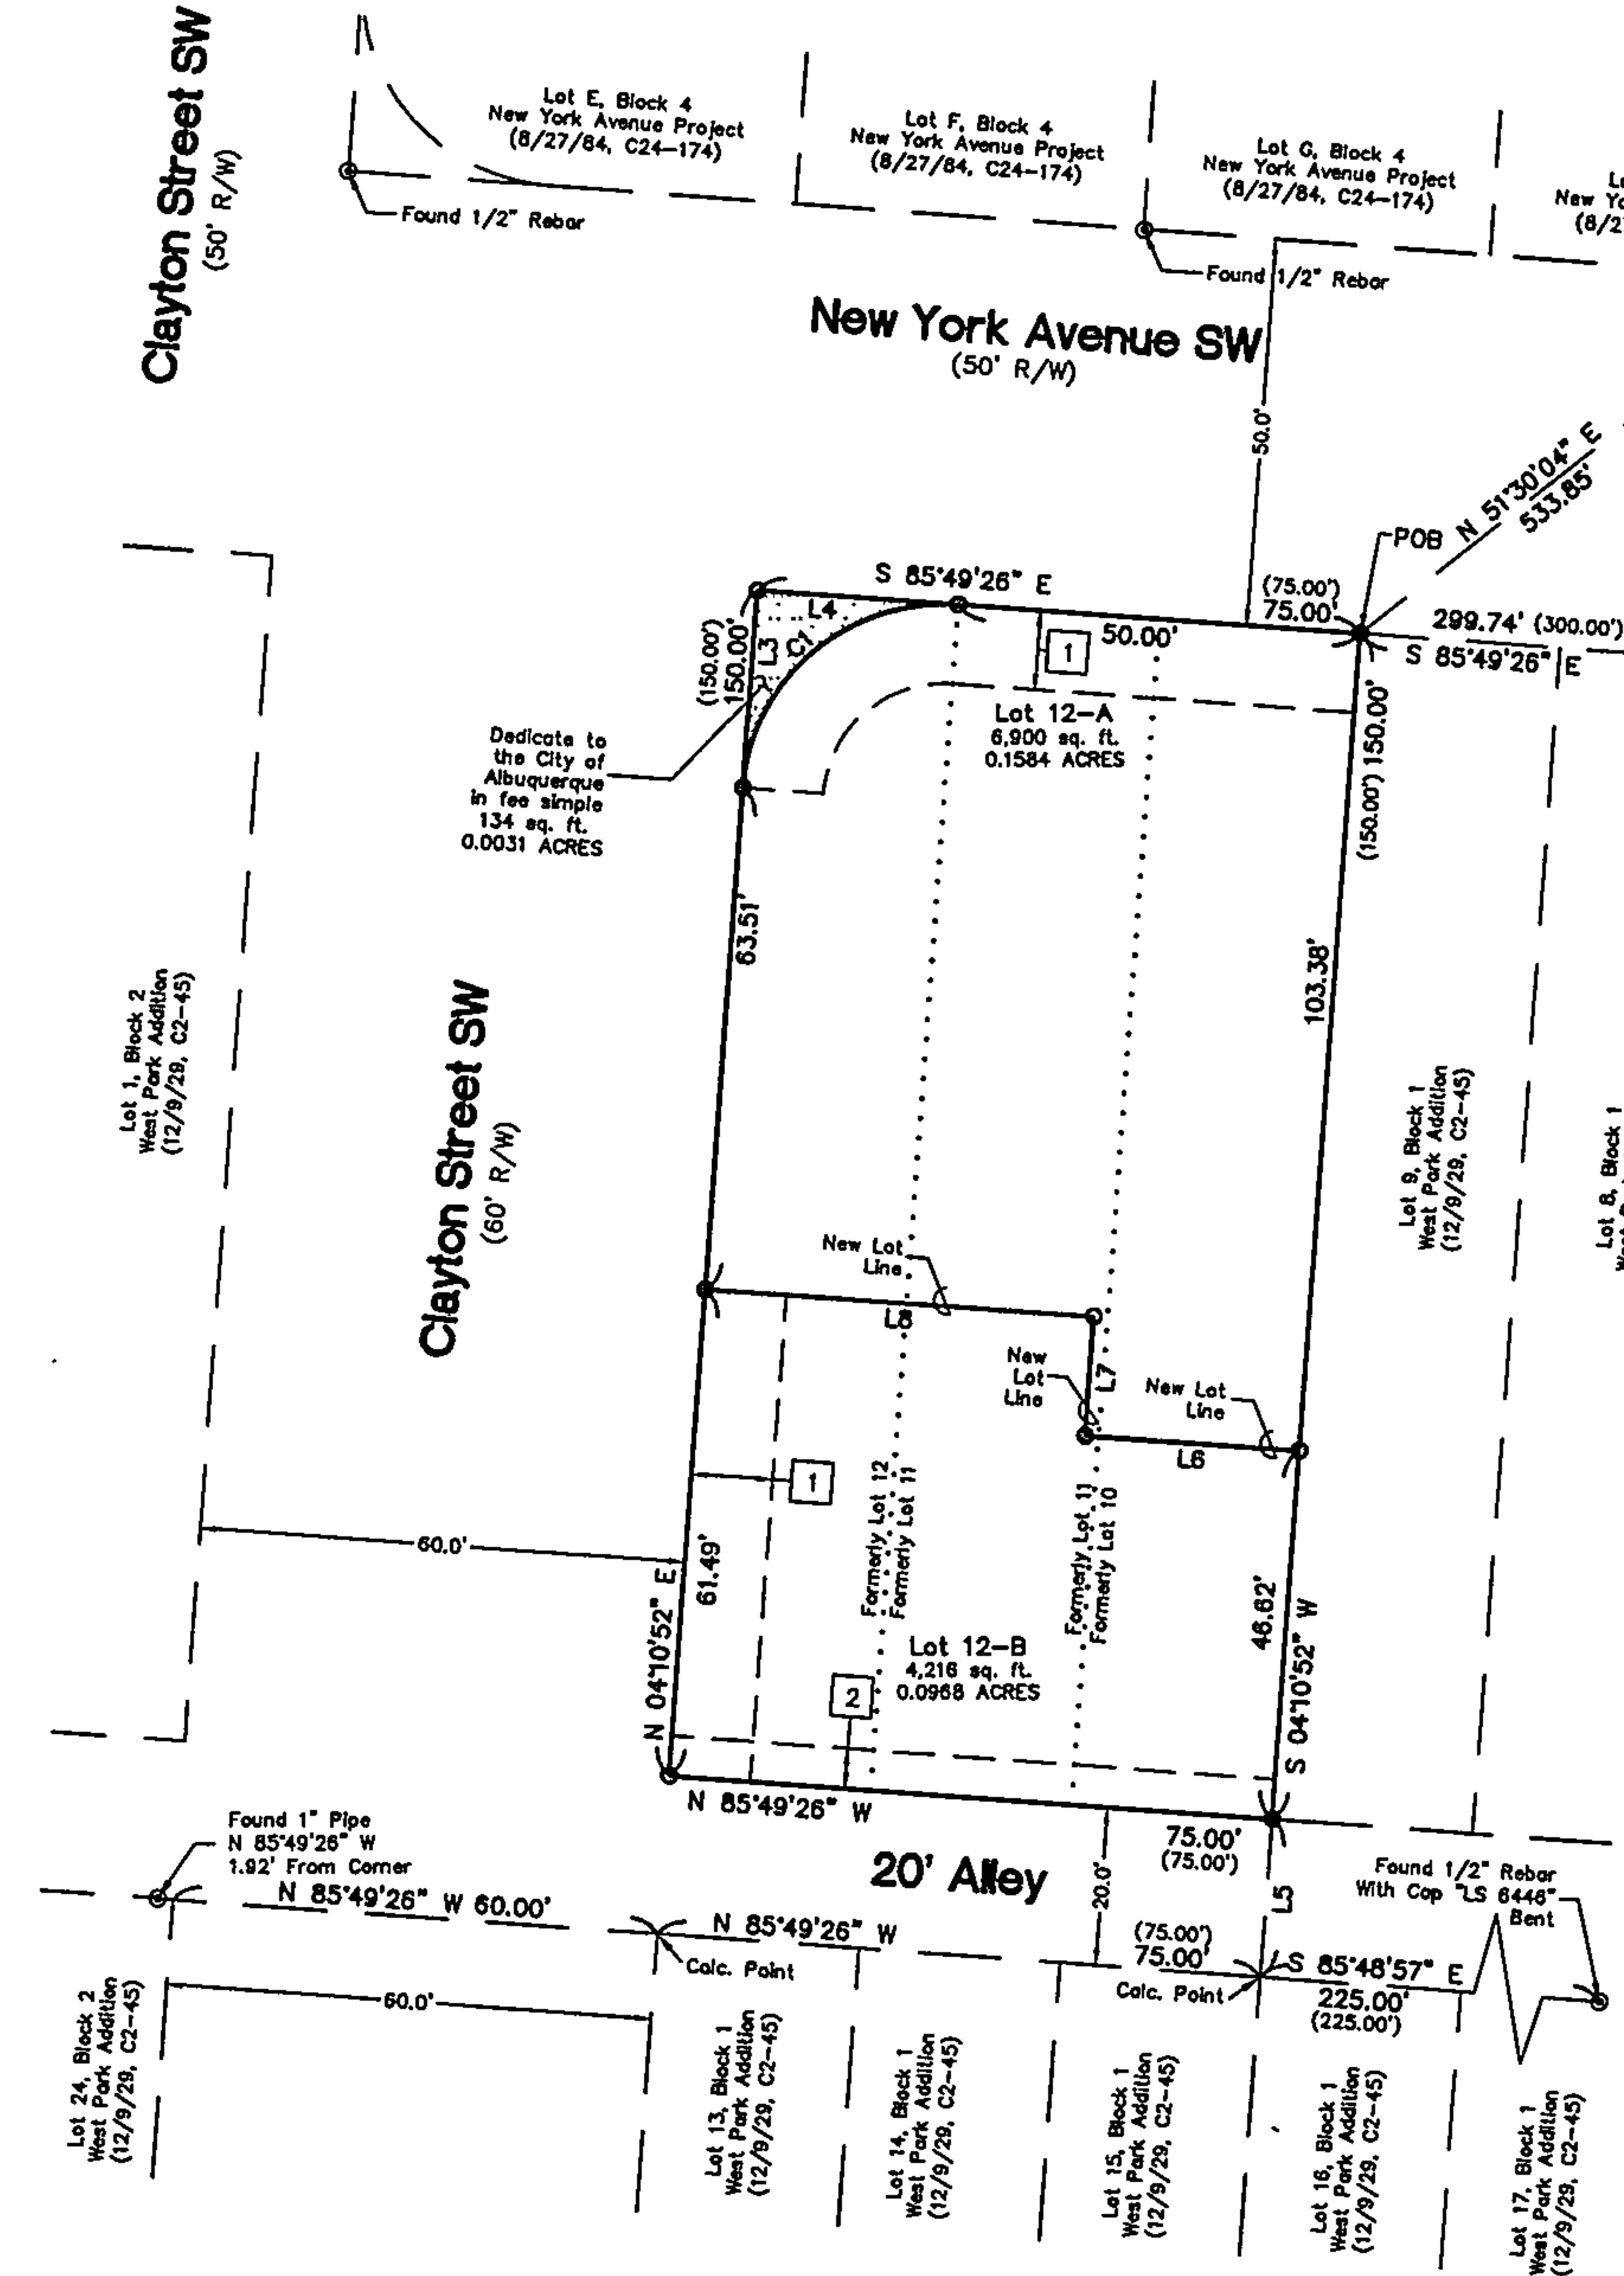 Clayton Street SW
(50' R/W)
Lot E, Block 4
New York Avenue Project
(8/27/84, C24-174)
Lot F, Block 4
New York Avenue Project
(8/27/84, C24-174)
Lot G, Block 4
New York Avenue Project
(8/27/84, C24-174)
New Yo
(8/2
Found 1/2" Rebar
Found 1/2" Rebar
New York Avenue SW
(50' R/W)
50.0'
N 51°30'04" E
533.85'
POB
S 85°49'26" E
(75.00')
75.00'
299.74' (300.00')
S 85°49'26" E
L4
L3
C1
50.00'
1
(150.00')
150.00'
(150.00') 150.00'
Lot 12-A
6,900 sq. ft.
0.1584 ACRES
Dedicate to
the City of
Albuquerque
in fee simple
134 sq. ft.
0.0031 ACRES
63.51'
103.38'
Lot 1, Block 2
West Park Addition
(12/9/29, C2-45)
Clayton Street SW
(60' R/W)
Lot 9, Block 1
West Park Addition
(12/9/29, C2-45)
Lot 8, Block 1
New Lot
Line
L8
New
Lot
Line
L7
New Lot
Line
L6
1
60.0'
61.49'
N 04°10'52" E
Formerly Lot 12
Formerly Lot 11
Formerly Lot 11
Formerly Lot 10
46.62'
S 04°10'52" W
Lot 12-B
4,216 sq. ft.
0.0968 ACRES
2
N 85°49'26" W
75.00'
(75.00')
Found 1" Pipe
N 85°49'26" W
1.92' From Corner
20' Alley
20.0'
L5
Found 1/2" Rebar
With Cap "LS 6446"
Bent
N 85°49'26" W 60.00'
N 85°49'26" W
(75.00')
75.00'
Calc. Point
Calc. Point
S 85°48'57" E
225.00'
(225.00')
60.0'
Lot 24, Block 2
West Park Addition
(12/9/29, C2-45)
Lot 13, Block 1
West Park Addition
(12/9/29, C2-45)
Lot 14, Block 1
West Park Addition
(12/9/29, C2-45)
Lot 15, Block 1
West Park Addition
(12/9/29, C2-45)
Lot 16, Block 1
West Park Addition
(12/9/29, C2-45)
Lot 17, Block 1
West Park Addition
(12/9/29, C2-45)